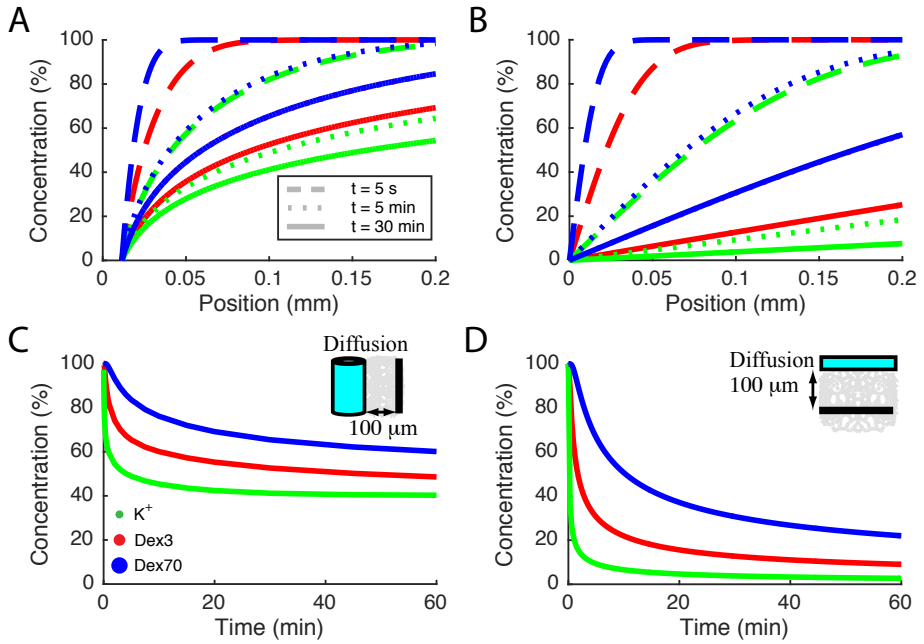 A
B
100
80
60
40
20
0
Concentration (%)
t = 5 s
t = 5 min
t = 30 min
0
0.05
0.1
0.15
0.2
Position (mm)
100
80
60
40
20
0
Concentration (%)
0
0.05
0.1
0.15
0.2
Position (mm)
C
D
100
80
60
40
20
0
Concentration (%)
Diffusion
100 μm
K+
Dex3
Dex70
0
20
40
60
Time (min)
100
80
60
40
20
0
Concentration (%)
Diffusion
100 μm
0
20
40
60
Time (min)